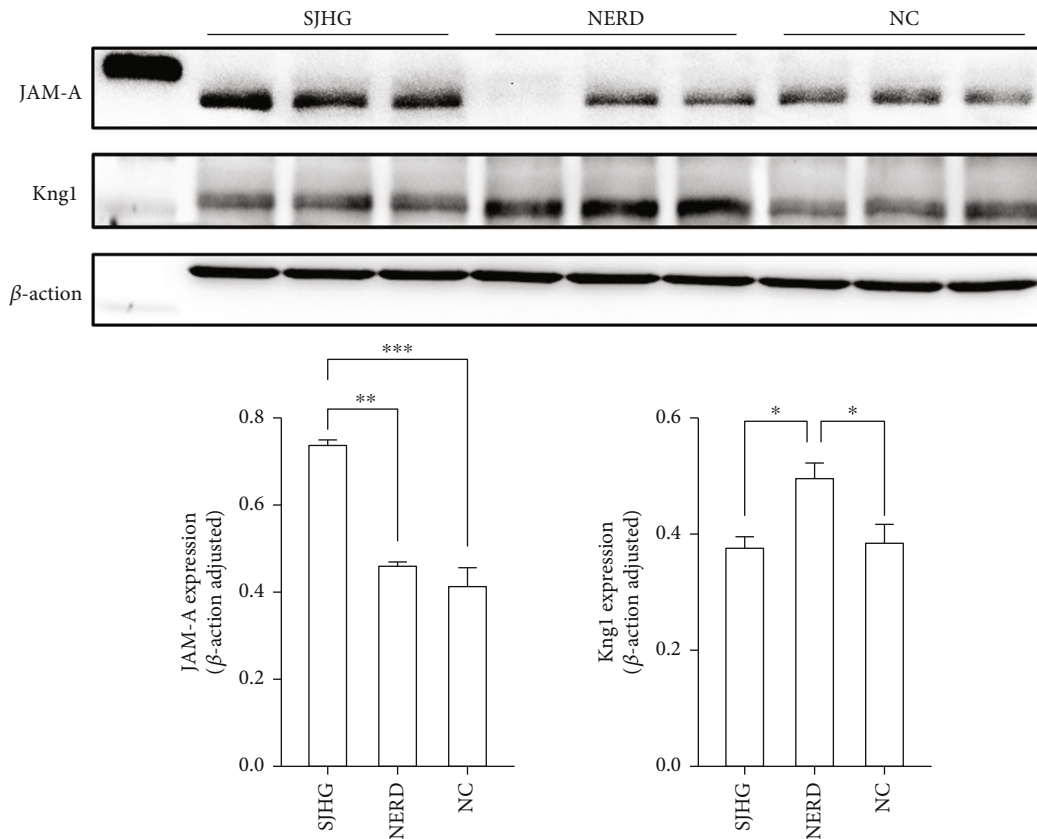 SJHG NERD NC
JAM-A
Kng1
β-action
***
**
0.8
0.6
0.4
0.2
0.0
JAM-A expression
(β-action adjusted)
SJHG
NERD
NC
* *
0.6
0.4
0.2
0.0
Kng1 expression
(β-action adjusted)
SJHG
NERD
NC